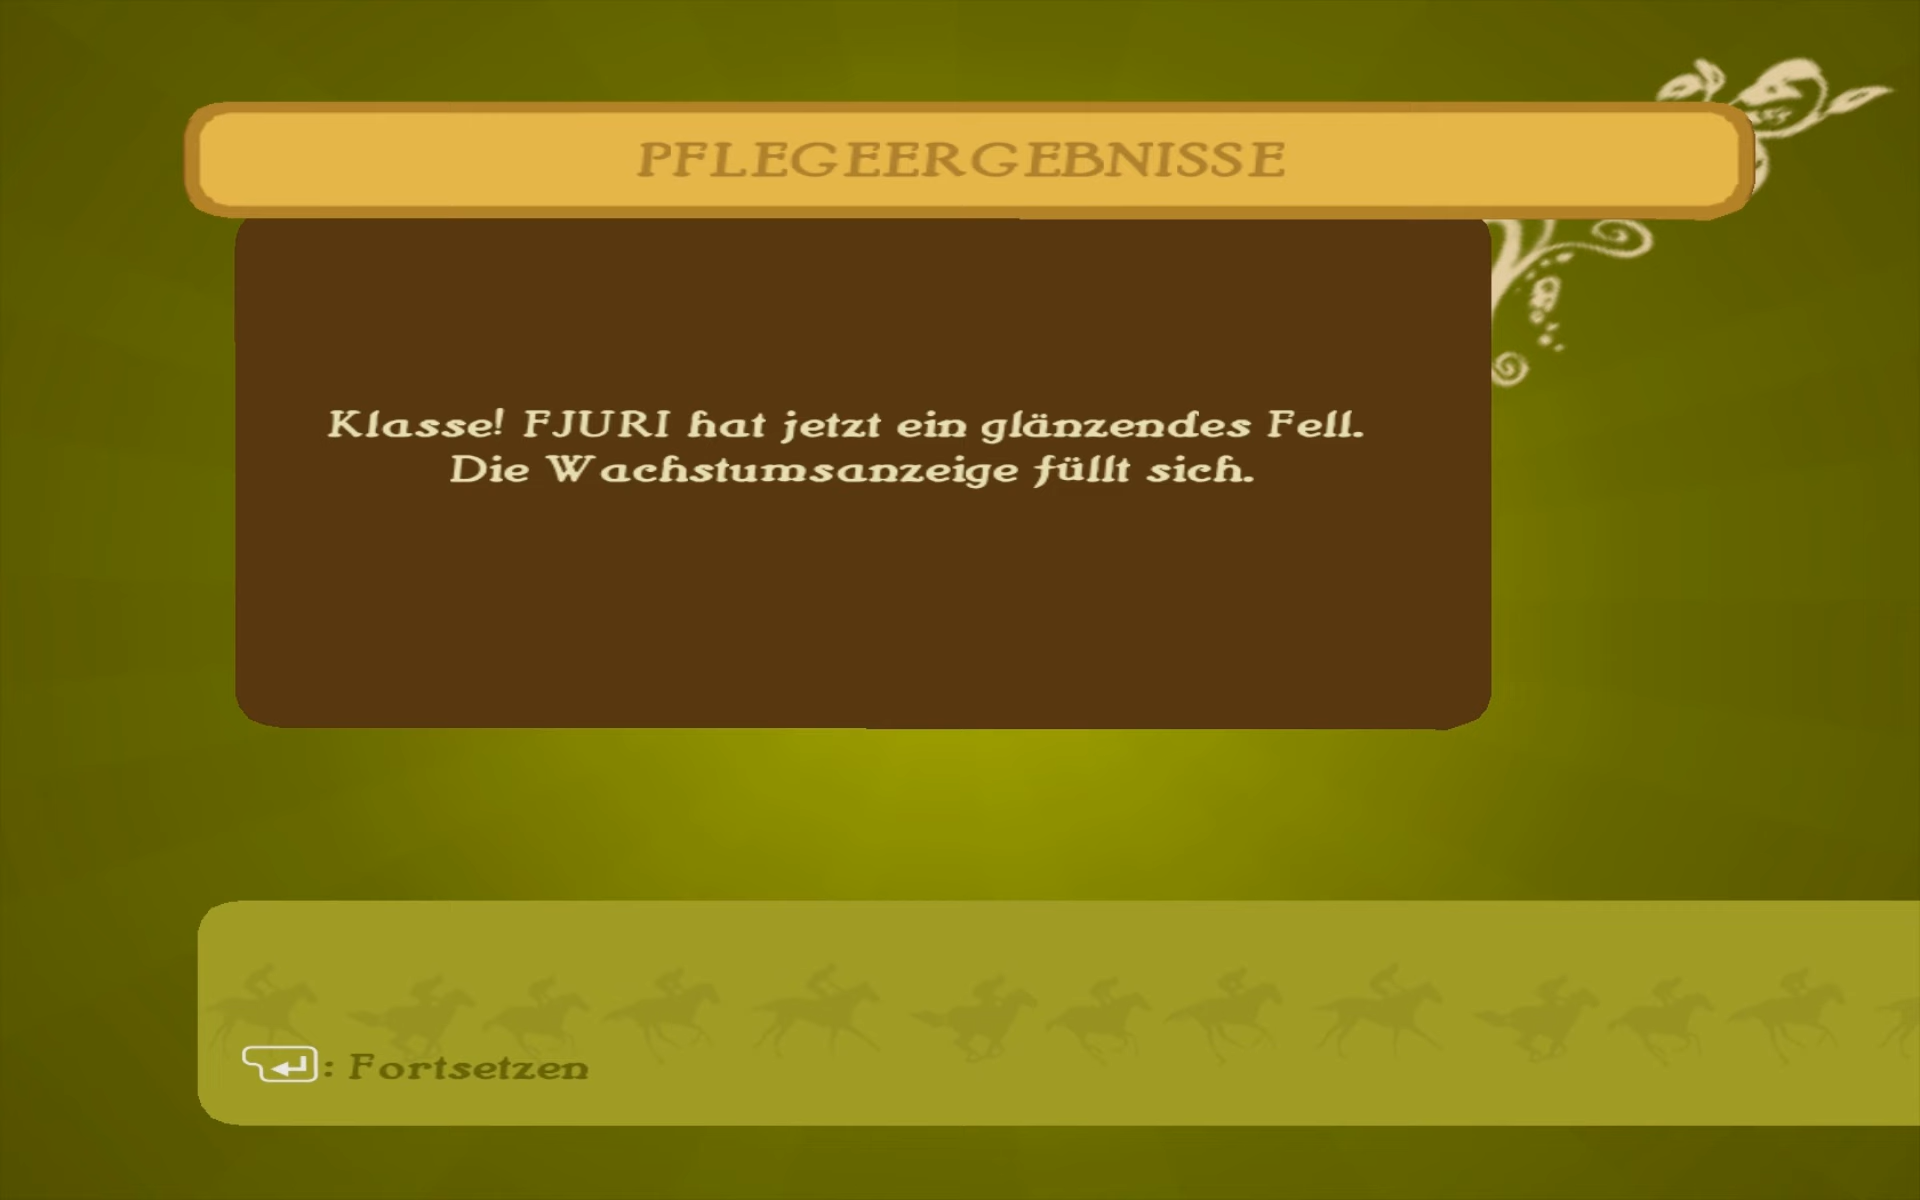 PFLEGEERGEBNISSE
Klasse! FJURI hat jetzt ein glänzendes Fell.
Die Wachstumsanzeige füllt sich.
: Fortsetzen